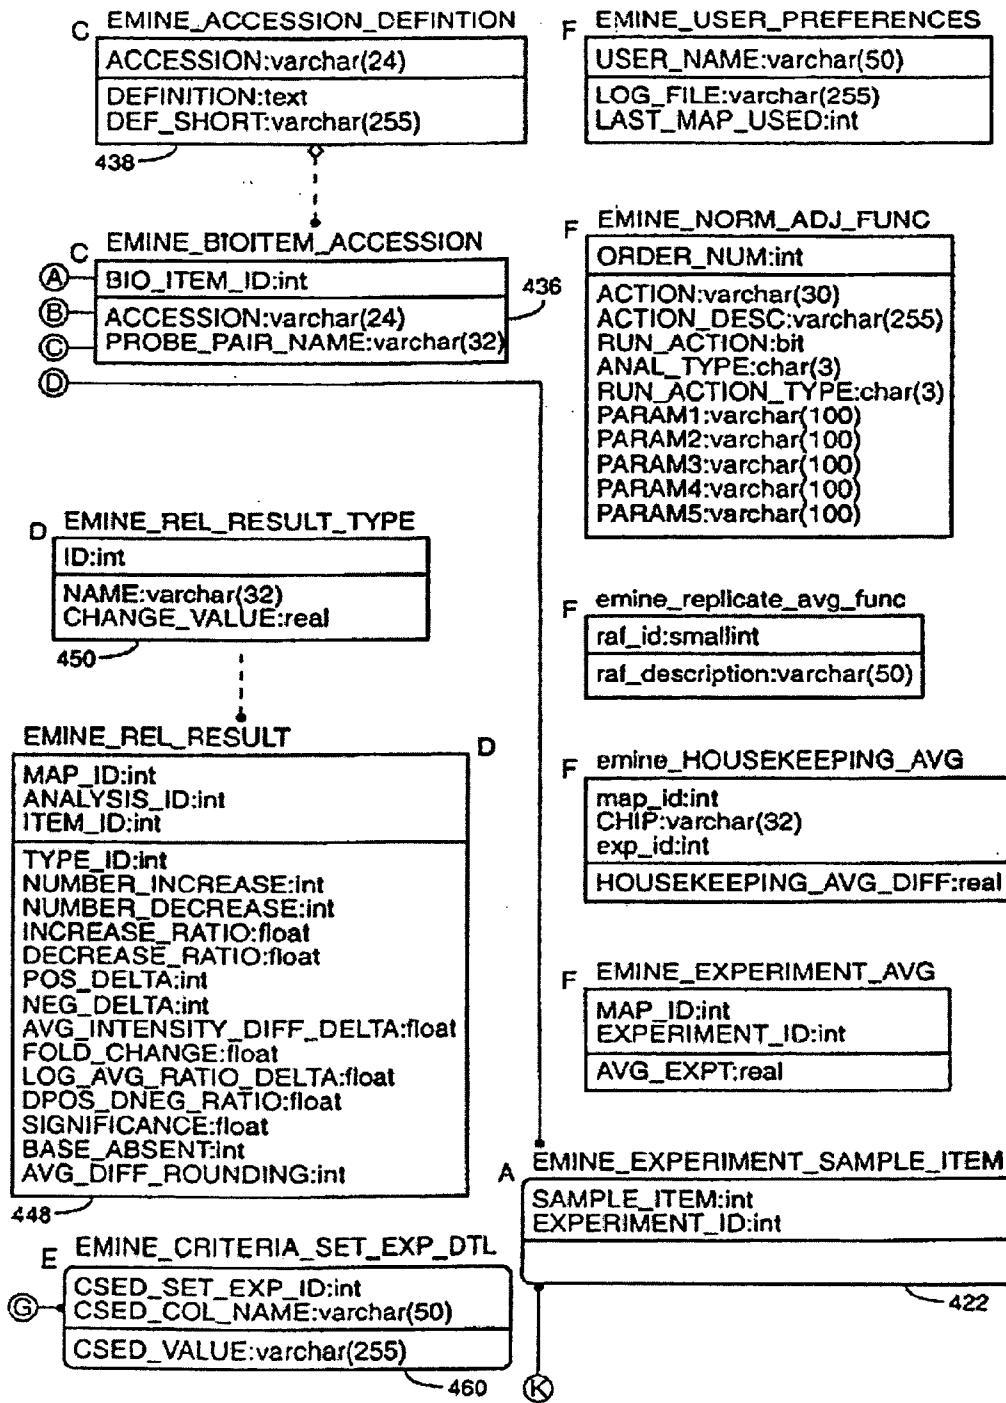 EMINE_ACCESSION_DEFINTION
C
ACCESSION:varchar(24)
DEFINITION:text
DEF_SHORT:varchar(255)
438
EMINE_BIOITEM_ACCESSION
C
A
BIO_ITEM_ID:int
436
B
ACCESSION:varchar(24)
C
PROBE_PAIR_NAME:varchar(32)
D
EMINE_REL_RESULT_TYPE
D
ID:int
NAME:varchar(32)
CHANGE_VALUE:real
450
EMINE_REL_RESULT
D
MAP_ID:int
ANALYSIS_ID:int
ITEM_ID:int
TYPE_ID:int
NUMBER_INCREASE:int
NUMBER_DECREASE:int
INCREASE_RATIO:float
DECREASE_RATIO:float
POS_DELTA:int
NEG_DELTA:int
AVG_INTENSITY_DIFF_DELTA:float
FOLD_CHANGE:float
LOG_AVG_RATIO_DELTA:float
DPOS_DNEG_RATIO:float
SIGNIFICANCE:float
BASE_ABSENT:int
AVG_DIFF_ROUNDING:int
448
EMINE_CRITERIA_SET_EXP_DTL
E
G
CSED_SET_EXP_ID:int
CSED_COL_NAME:varchar(50)
CSED_VALUE:varchar(255)
460
EMINE_USER_PREFERENCES
F
USER_NAME:varchar(50)
LOG_FILE:varchar(255)
LAST_MAP_USED:int
EMINE_NORM_ADJ_FUNC
F
ORDER_NUM:int
ACTION:varchar(30)
ACTION_DESC:varchar(255)
RUN_ACTION:bit
ANAL_TYPE:char(3)
RUN_ACTION_TYPE:char(3)
PARAM1:varchar(100)
PARAM2:varchar(100)
PARAM3:varchar(100)
PARAM4:varchar(100)
PARAM5:varchar(100)
emine_replicate_avg_func
F
raf_id:smallint
raf_description:varchar(50)
emine_HOUSEKEEPING_AVG
F
map_id:int
CHIP:varchar(32)
exp_id:int
HOUSEKEEPING_AVG_DIFF:real
EMINE_EXPERIMENT_AVG
F
MAP_ID:int
EXPERIMENT_ID:int
AVG_EXPT:real
EMINE_EXPERIMENT_SAMPLE_ITEM
A
SAMPLE_ITEM:int
EXPERIMENT_ID:int
422
K